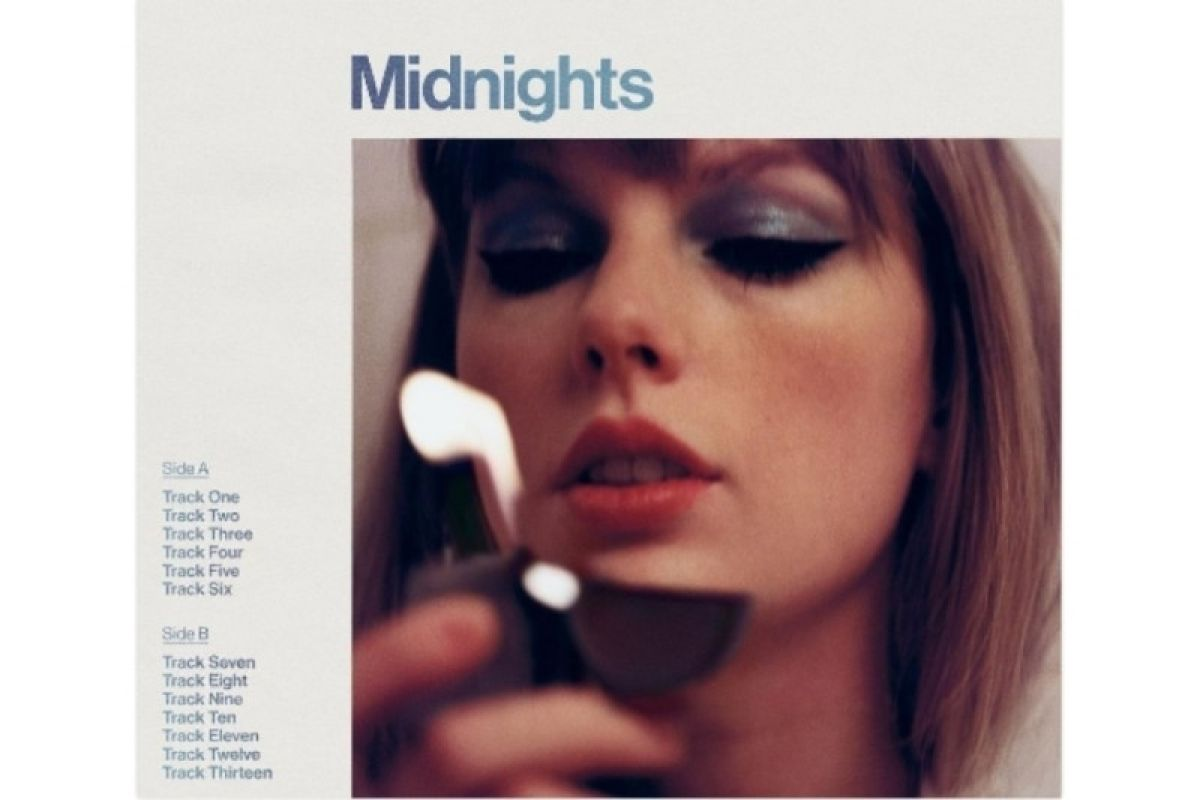 Midnights
Side A
Track One
Track Two
Track Three
Track Four
Track Five
Track Six
Side B
Track Seven
Track Eight
Track Nine
Track Ten
Track Eleven
Track Twelve
Track Thirteen